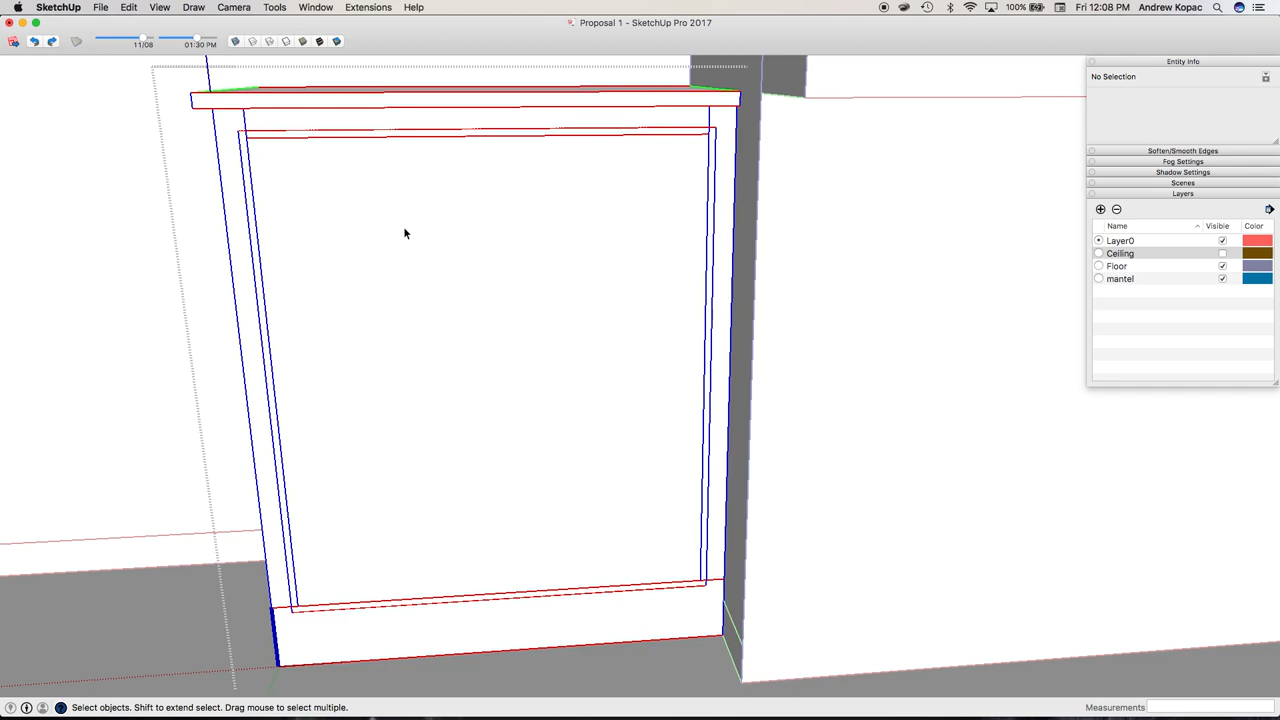 SketchUp File Edit View Draw Camera Tools Window Extensions Help 100% Fri 12:08 PM Andrew Kopac
Proposal 1 - SketchUp Pro 2017
11/08 01:30 PM
Entity Info
No Selection
Soften/Smooth Edges
Fog Settings
Shadow Settings
Scenes
Layers
Name Visible Color
Layer0
Ceiling
Floor
mantel
Select objects. Shift to extend select. Drag mouse to select multiple. Measurements